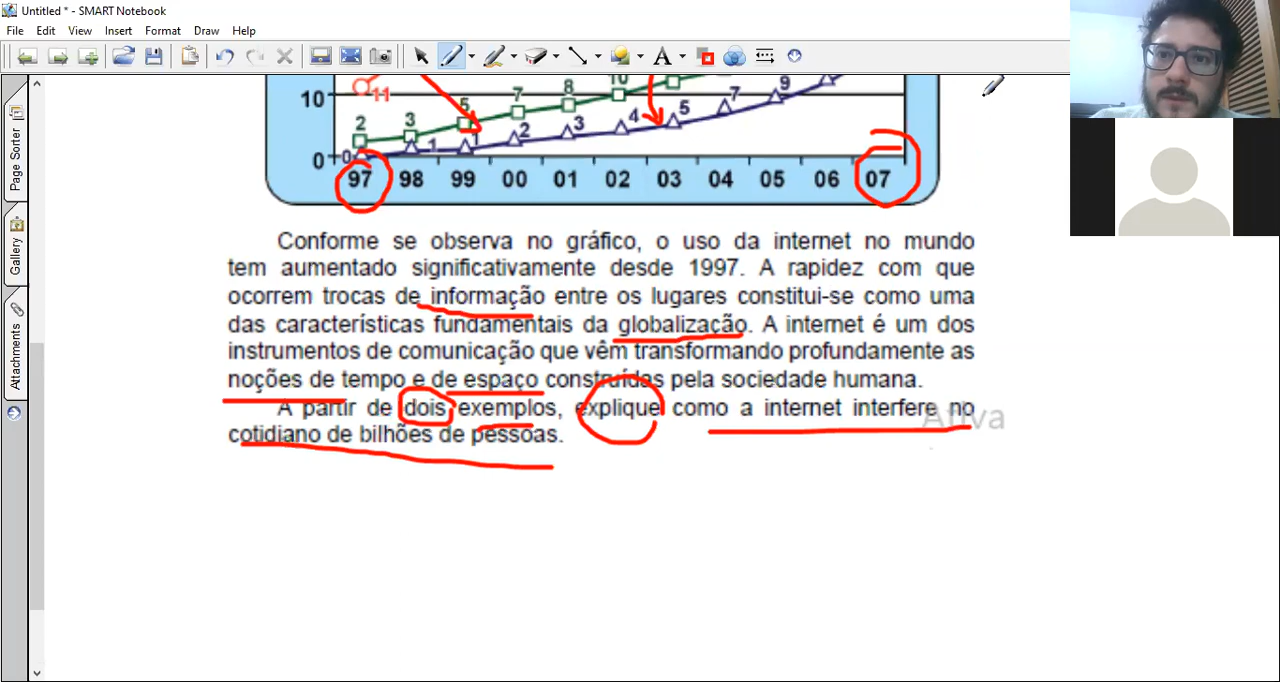 Untitled * - SMART Notebook
File Edit View Insert Format Draw Help
Page Sorter
Gallery
Attachments
10
0
11
2 3 5 7 8 10
0 1 1 2 3 4 5 7 9
97 98 99 00 01 02 03 04 05 06 07
Conforme se observa no gráfico, o uso da internet no mundo
tem aumentado significativamente desde 1997. A rapidez com que
ocorrem trocas de informação entre os lugares constitui-se como uma
das características fundamentais da globalização. A internet é um dos
instrumentos de comunicação que vêm transformando profundamente as
noções de tempo e de espaço construídas pela sociedade humana.
A partir de dois exemplos, explique como a internet interfere no
cotidiano de bilhões de pessoas.
Ativa